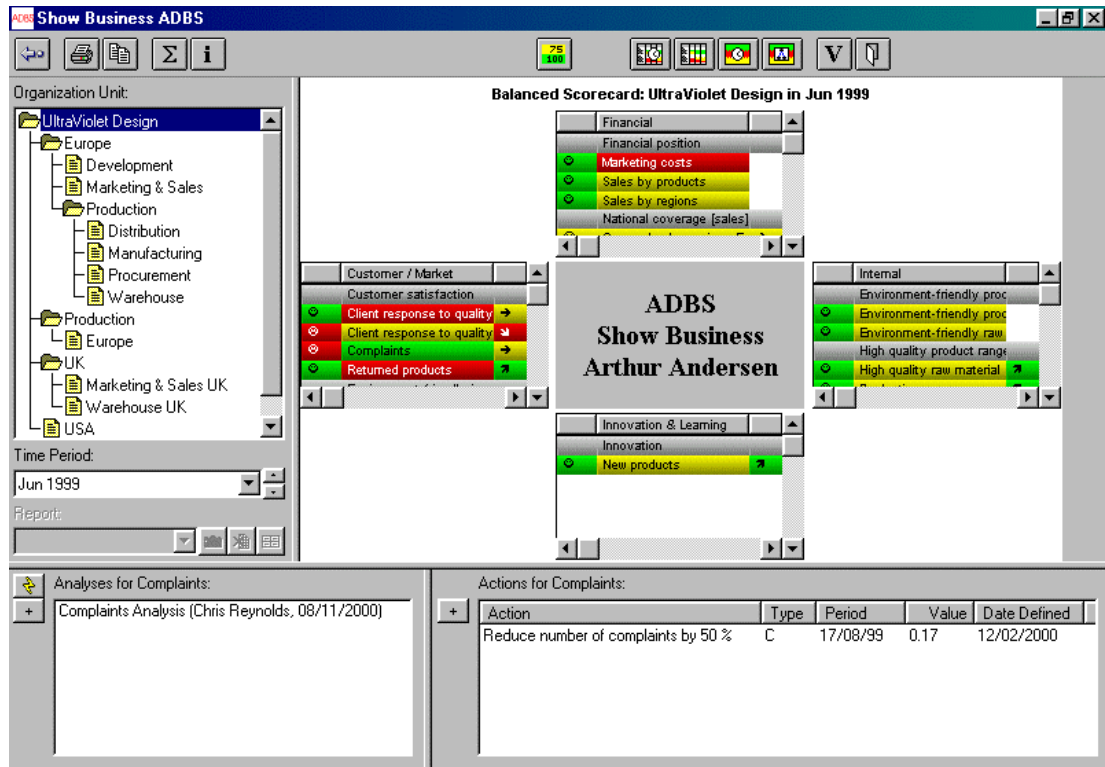 ADBS Show Business ADBS
Σ i 75 100 A V
Organization Unit:
UltraViolet Design
Europe
Development
Marketing & Sales
Production
Distribution
Manufacturing
Procurement
Warehouse
Production
Europe
UK
Marketing & Sales UK
Warehouse UK
USA
Time Period:
Jun 1999
Report:
Balanced Scorecard: UltraViolet Design in Jun 1999
Financial
Financial position
Marketing costs
Sales by products
Sales by regions
National coverage [sales]
Customer / Market
Customer satisfaction
Client response to quality
Client response to quality
Complaints
Returned products
ADBS
Show Business
Arthur Andersen
Internal
Environment-friendly proc
Environment-friendly proc
Environment-friendly raw
High quality product range
High quality raw material
Innovation & Learning
Innovation
New products
Analyses for Complaints:
+ Complaints Analysis (Chris Reynolds, 08/11/2000)
Actions for Complaints:
+ Action Type Period Value Date Defined
Reduce number of complaints by 50 % C 17/08/99 0.17 12/02/2000